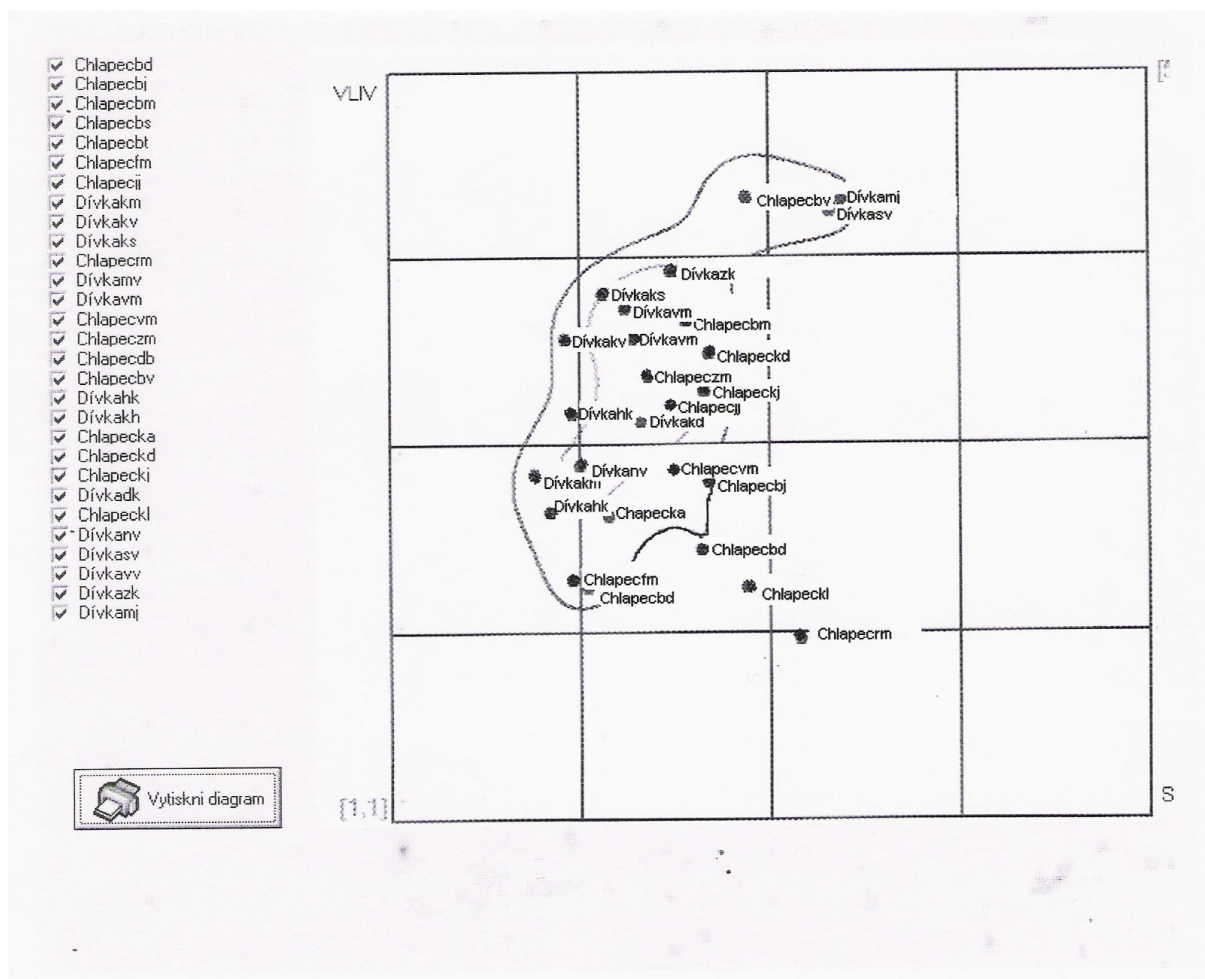 Chlapecbd
Chlapecbj
Chlapecbm
Chlapecbs
Chlapecbt
Chlapecfm
Chlapecjj
Dívkakm
Dívkakv
Dívkaks
Chlapecrm
Dívkamv
Dívkavm
Chlapecvm
Chlapeczm
Chlapecdb
Chlapecbv
Dívkahk
Dívkakh
Chlapecka
Chlapeckd
Chlapeckj
Dívkadk
Chlapeckl
Dívkanv
Dívkasv
Dívkavv
Dívkazk
Dívkamj
Vytiskni diagram
VLIV
Chlapecbv
Dívkamj
Dívkasv
Dívkazk
Dívkaks
Dívkavm
Chlapecbm
Dívkakv
Dívkavm
Chlapeckd
Chlapeczm
Chlapeckj
Chlapecjj
Dívkahk
Dívkakd
Dívkanv
Chlapecvm
Dívkakm
Chlapecbj
Dívkahk
Chapecka
Chlapecbd
Chlapecfm
Chlapecbd
Chlapeckl
Chlapecrm
[1,1]
S